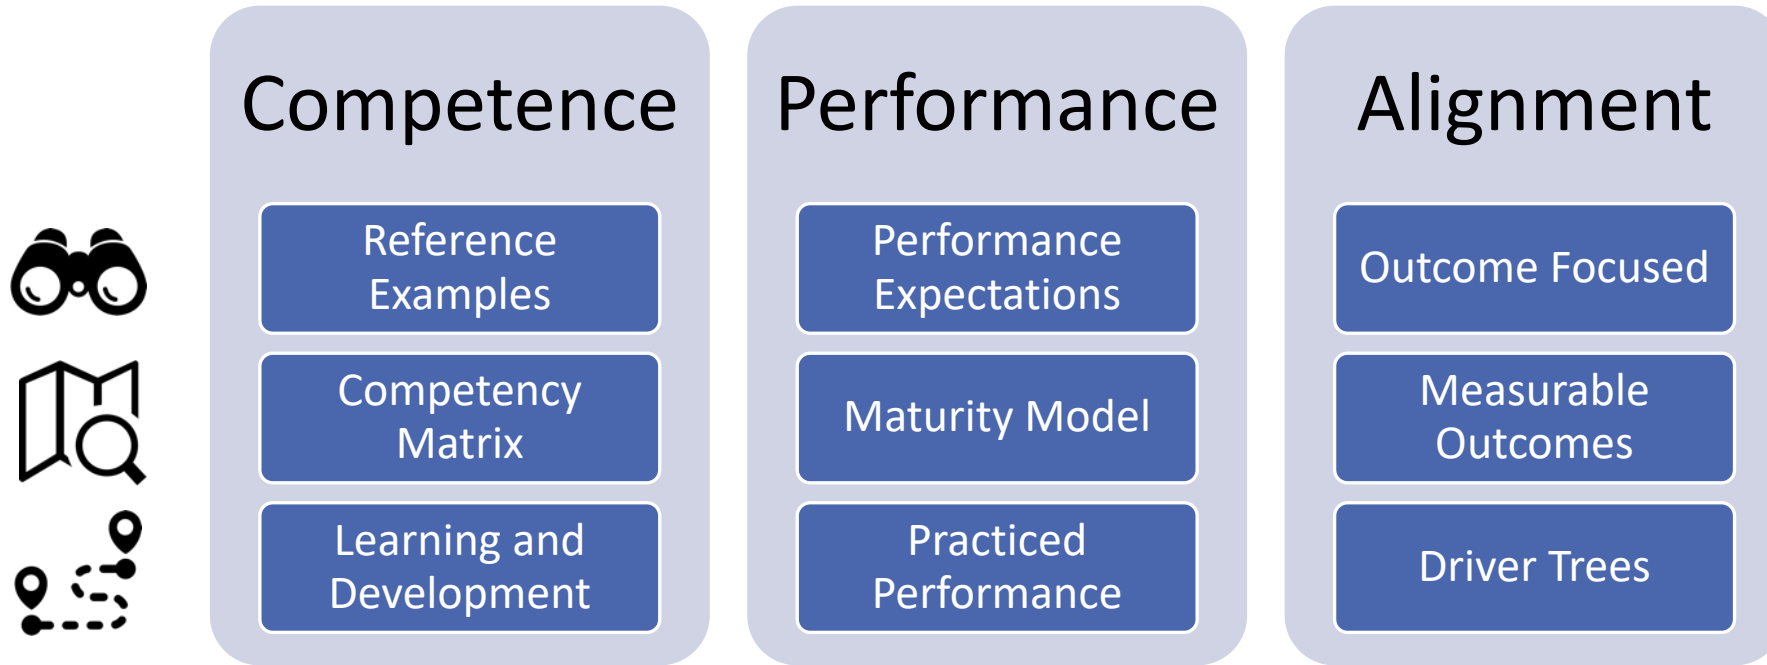 Competence
Reference
Examples
Competency
Matrix
Learning and
Development
Performance
Performance
Expectations
Maturity Model
Practiced
Performance
Alignment
Outcome Focused
Measurable
Outcomes
Driver Trees